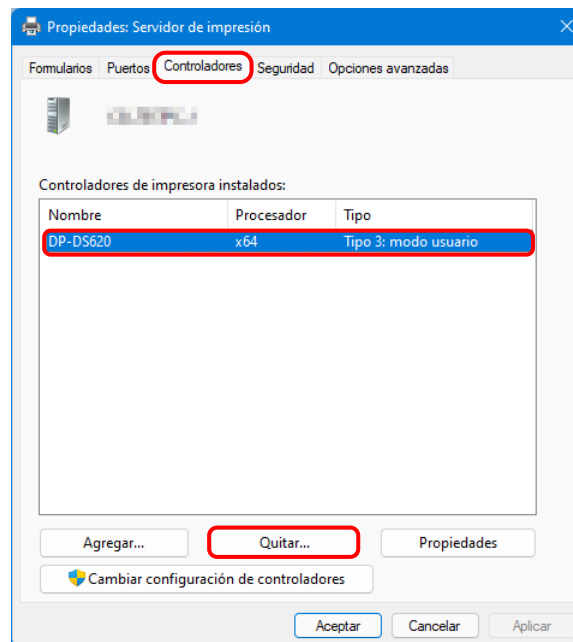 Propiedades: Servidor de impresión
Formularios Puertos Controladores Seguridad Opciones avanzadas
Controladores de impresora instalados:
Nombre Procesador Tipo
DP-DS620 x64 Tipo 3: modo usuario
Agregar... Quitar... Propiedades
Cambiar configuración de controladores
Aceptar Cancelar Aplicar